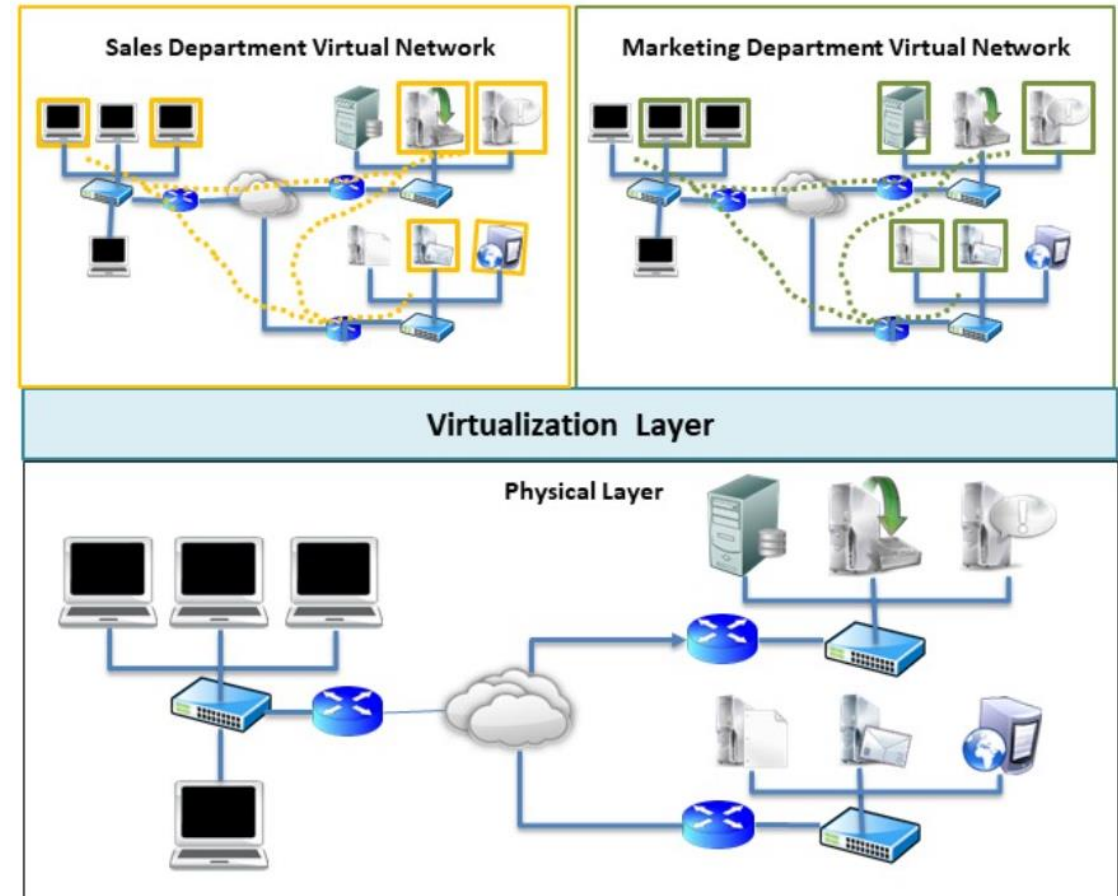 Sales Department Virtual Network
Marketing Department Virtual Network
Virtualization Layer
Physical Layer